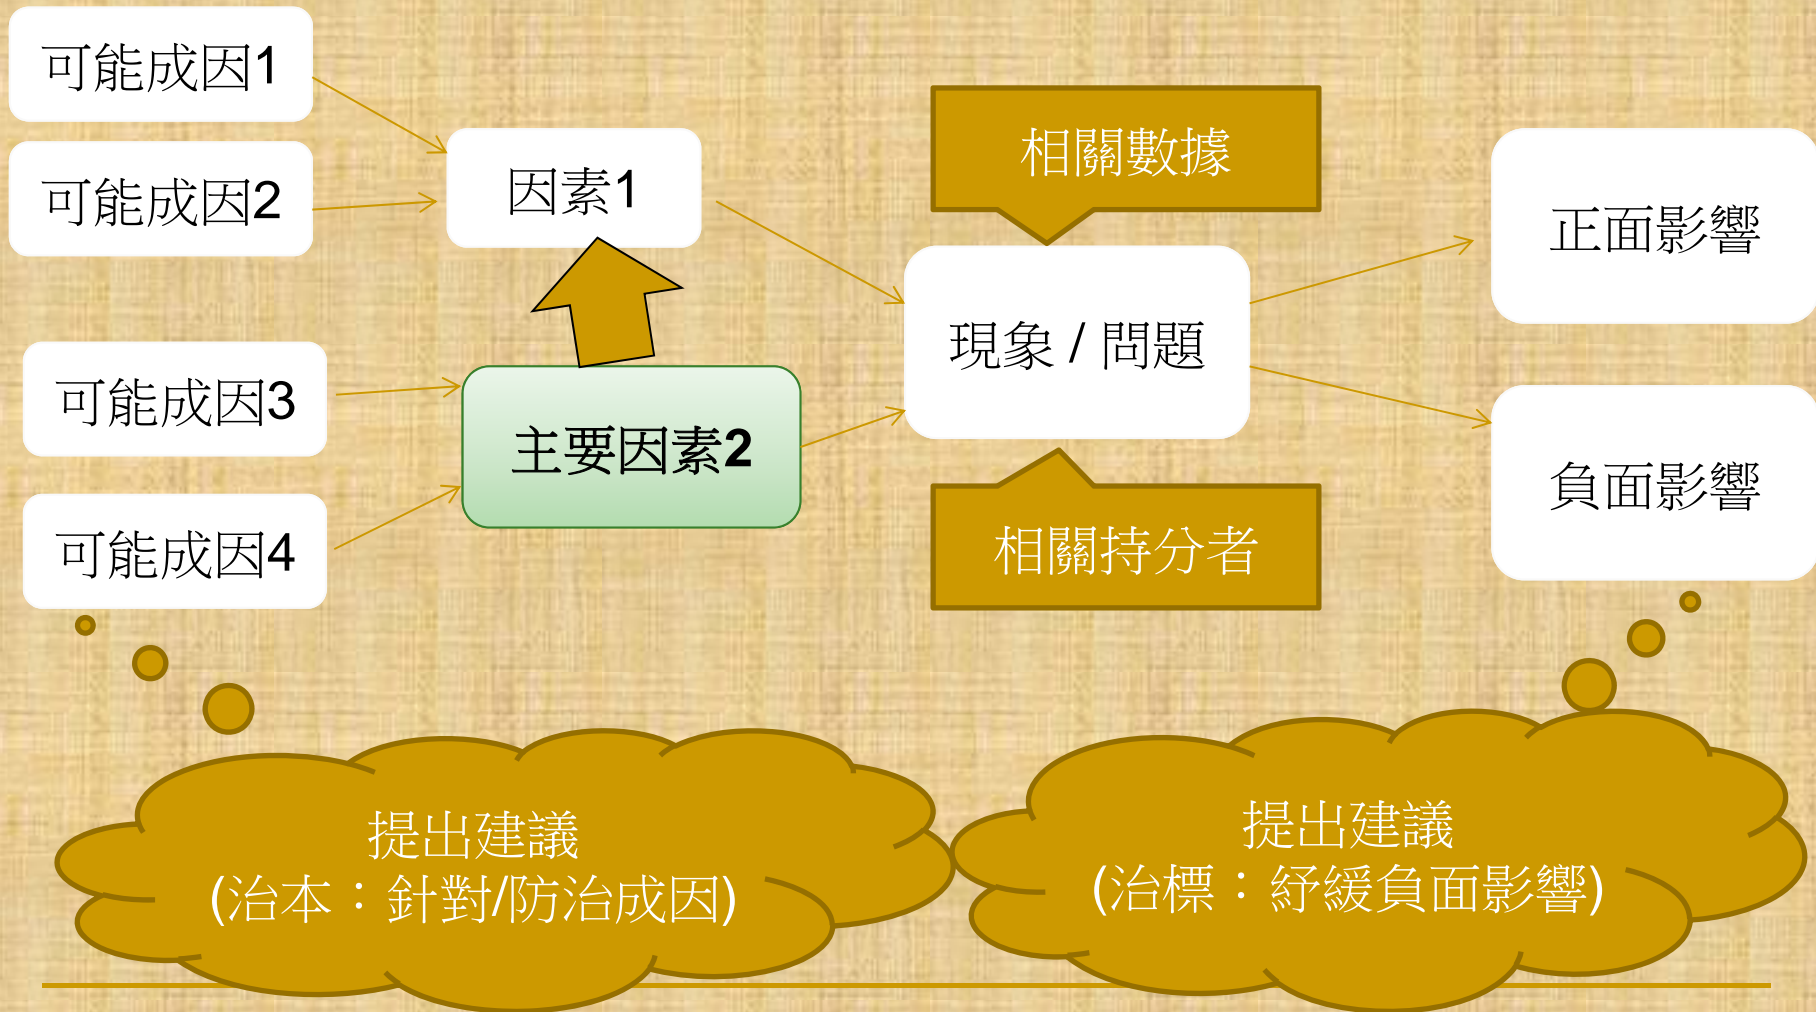 可能成因1
可能成因2
因素1
可能成因3
可能成因4
主要因素2
相關數據
現象 / 問題
相關持分者
正面影響
負面影響
提出建議
(治本：針對/防治成因)
提出建議
(治標：紓緩負面影響)